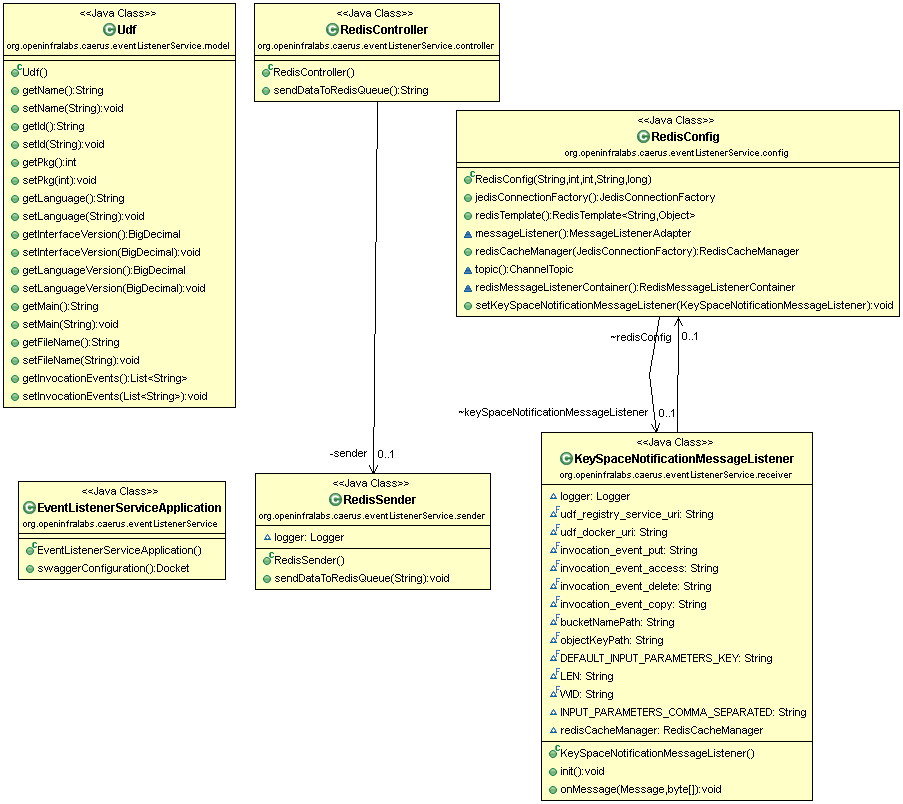 <<Java Class>>
Udf
org.openinfralabs.caerus.eventListenerService.model
Udf()
getName():String
setName(String):void
getId():String
setId(String):void
getPkg():int
setPkg(int):void
getLanguage():String
setLanguage(String):void
getInterfaceVersion():BigDecimal
setInterfaceVersion(BigDecimal):void
getLanguageVersion():BigDecimal
setLanguageVersion(BigDecimal):void
getMain():String
setMain(String):void
getFileName():String
setFileName(String):void
getInvocationEvents():List<String>
setInvocationEvents(List<String>):void
<<Java Class>>
RedisController
org.openinfralabs.caerus.eventListenerService.controller
RedisController()
sendDataToRedisQueue():String
<<Java Class>>
RedisConfig
org.openinfralabs.caerus.eventListenerService.config
RedisConfig(String,int,int,String,long)
jedisConnectionFactory():JedisConnectionFactory
redisTemplate():RedisTemplate<String,Object>
messageListener():MessageListenerAdapter
redisCacheManager(JedisConnectionFactory):RedisCacheManager
topic():ChannelTopic
redisMessageListenerContainer():RedisMessageListenerContainer
setKeySpaceNotificationMessageListener(KeySpaceNotificationMessageListener):void
~redisConfig 0..1
~keySpaceNotificationMessageListener 0..1
-sender 0..1
<<Java Class>>
EventListenerServiceApplication
org.openinfralabs.caerus.eventListenerService
EventListenerServiceApplication()
swaggerConfiguration():Docket
<<Java Class>>
RedisSender
org.openinfralabs.caerus.eventListenerService.sender
logger: Logger
RedisSender()
sendDataToRedisQueue(String):void
<<Java Class>>
KeySpaceNotificationMessageListener
org.openinfralabs.caerus.eventListenerService.receiver
logger: Logger
udf_registry_service_uri: String
udf_docker_uri: String
invocation_event_put: String
invocation_event_access: String
invocation_event_delete: String
invocation_event_copy: String
bucketNamePath: String
objectKeyPath: String
DEFAULT_INPUT_PARAMETERS_KEY: String
LEN: String
WID: String
INPUT_PARAMETERS_COMMA_SEPARATED: String
redisCacheManager: RedisCacheManager
KeySpaceNotificationMessageListener()
init():void
onMessage(Message,byte[]):void